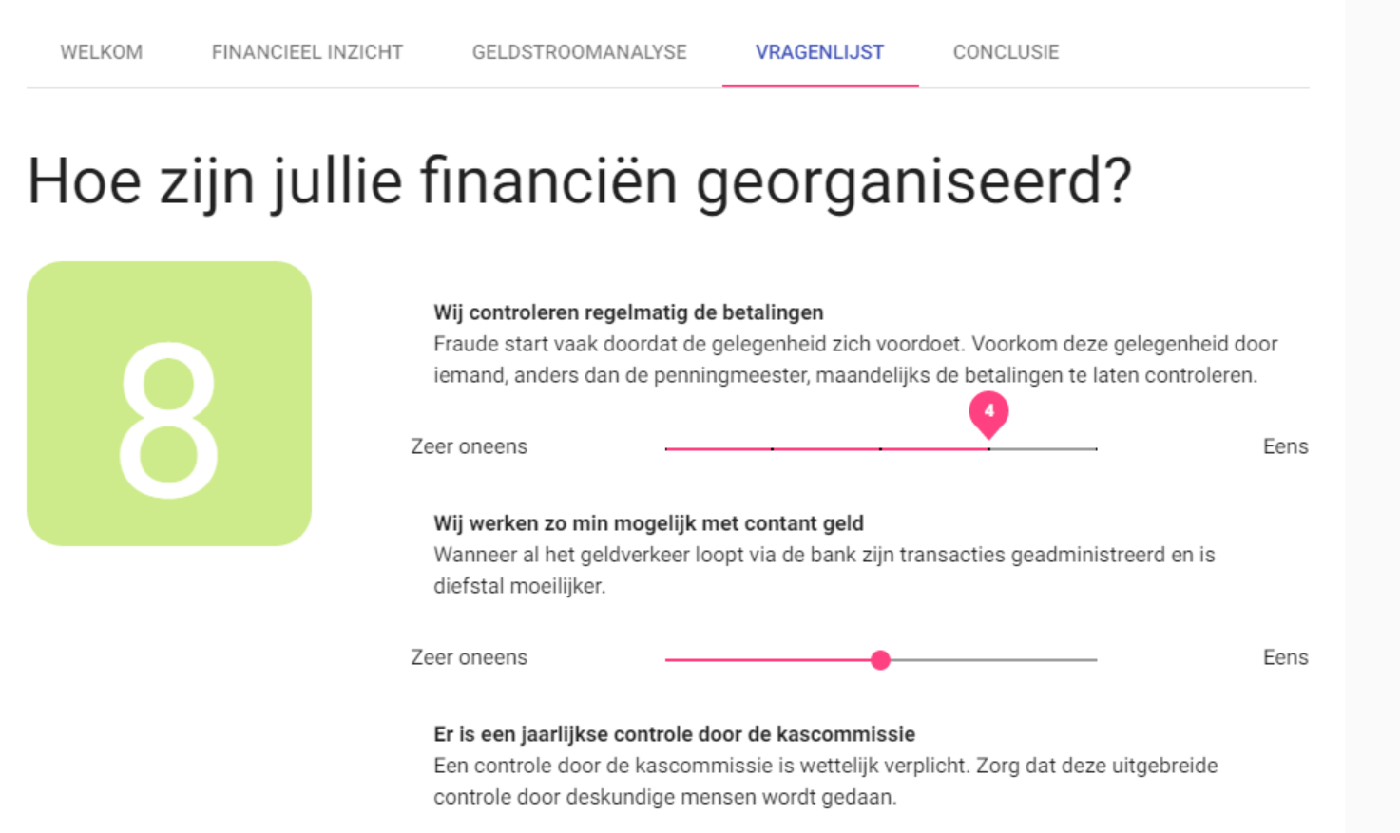 WELKOM FINANCIEEL INZICHT GELDSTROOMANALYSE VRAGENLIJST CONCLUSIE
Hoe zijn jullie financiën georganiseerd?
8
Wij controleren regelmatig de betalingen
Fraude start vaak doordat de gelegenheid zich voordoet. Voorkom deze gelegenheid door
iemand, anders dan de penningmeester, maandelijks de betalingen te laten controleren.
4
Zeer oneens Eens
Wij werken zo min mogelijk met contant geld
Wanneer al het geldverkeer loopt via de bank zijn transacties geadministreerd en is
diefstal moeilijker.
Zeer oneens Eens
Er is een jaarlijkse controle door de kascommissie
Een controle door de kascommissie is wettelijk verplicht. Zorg dat deze uitgebreide
controle door deskundige mensen wordt gedaan.